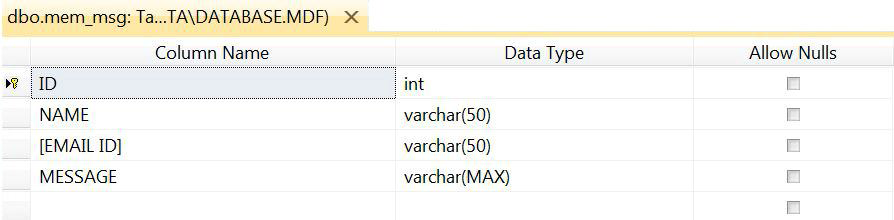 dbo.mem_msg: Ta...TA\DATABASE.MDF)
Column Name Data Type Allow Nulls
ID int
NAME varchar(50)
[EMAIL ID] varchar(50)
MESSAGE varchar(MAX)